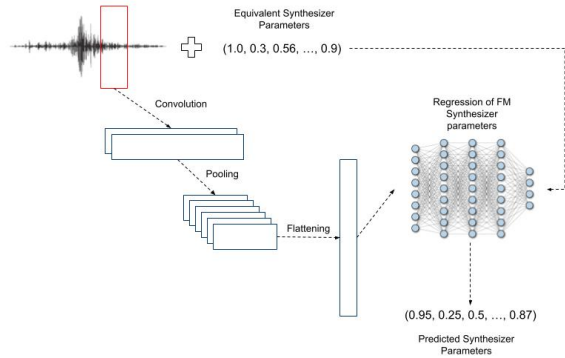 Equivalent Synthesizer
Parameters
(1.0, 0.3, 0.56, ..., 0.9)
Convolution
Regression of FM
Synthesizer
parameters
Pooling
Flattening
(0.95, 0.25, 0.5, ..., 0.87)
Predicted Synthesizer
Parameters